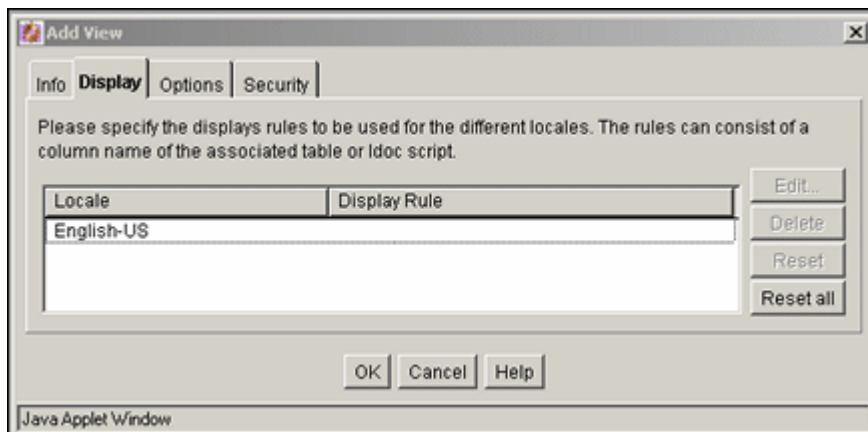 Add View
Info Display Options Security
Please specify the displays rules to be used for the different locales. The rules can consist of a
column name of the associated table or Idoc script.
Locale Display Rule
English-US
Edit...
Delete
Reset
Reset all
OK Cancel Help
Java Applet Window